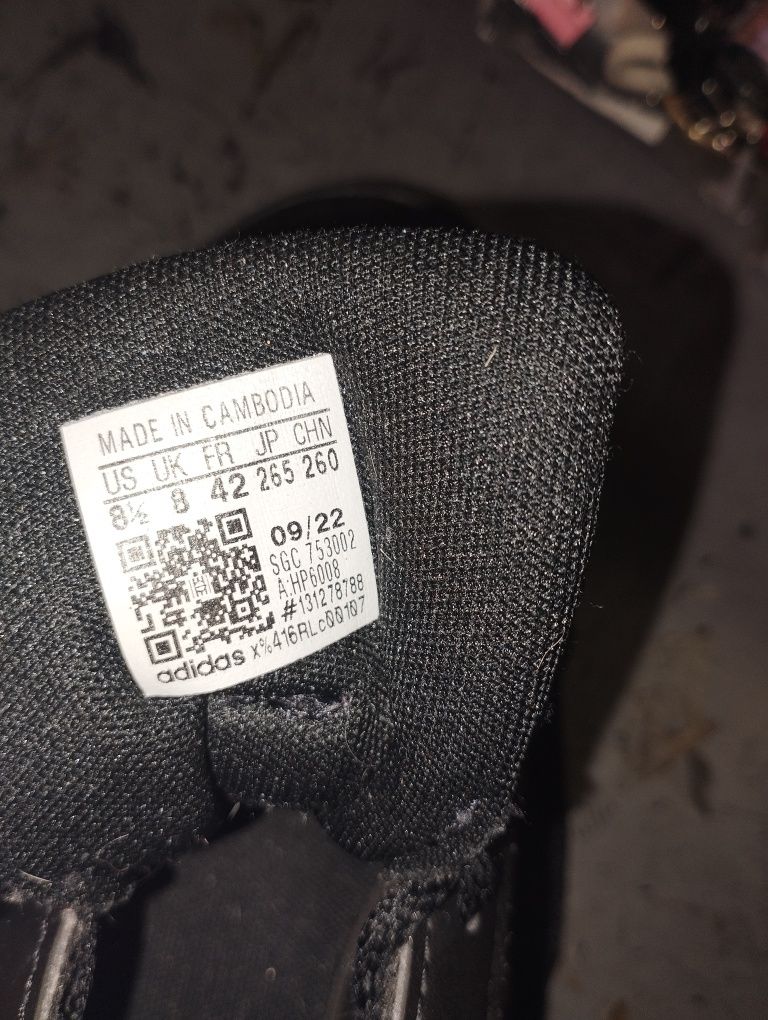 MADE IN CAMBODIA
US UK FR JP CHN
8½ 8 42 265 260
09/22
SGC 753002
A:HP6008
#131278788
adidas x%416RLc00107